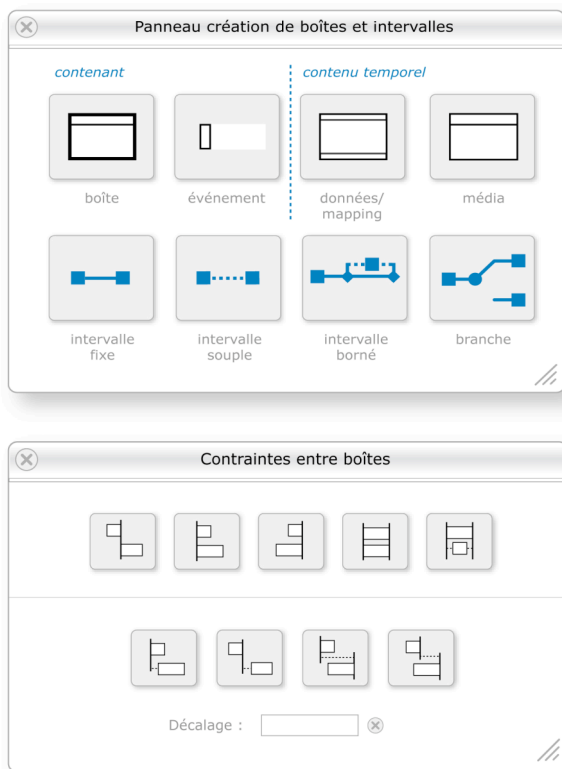 Panneau création de boîtes et intervalles
contenant
contenu temporel
boîte
événement
données/
mapping
média
intervalle
fixe
intervalle
souple
intervalle
borné
branche
Contraintes entre boîtes
Décalage :